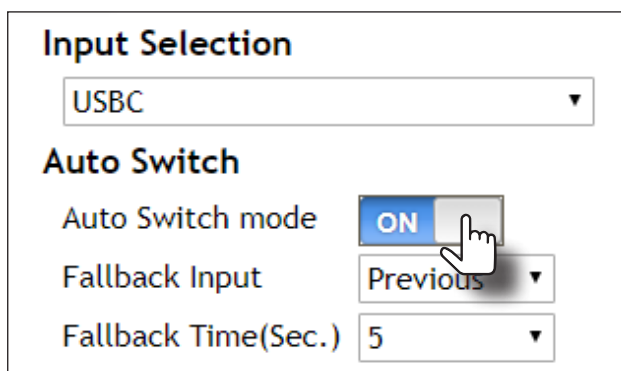 Input Selection
USBC
Auto Switch
Auto Switch mode ON
Fallback Input Previous
Fallback Time(Sec.) 5